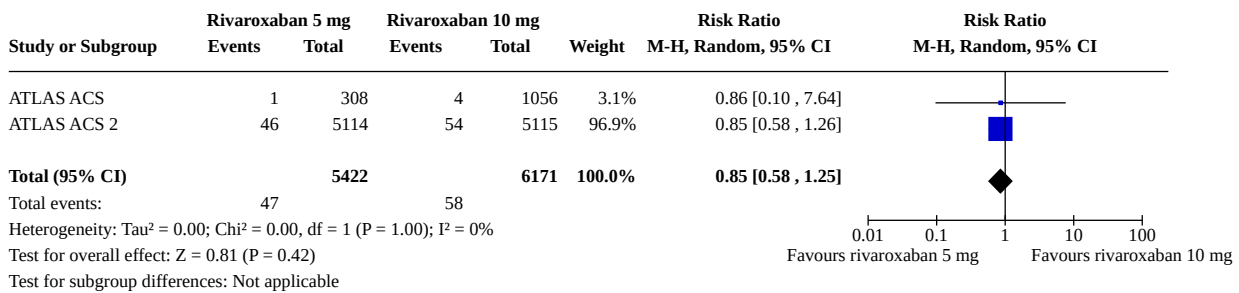 Rivaroxaban 5 mg Rivaroxaban 10 mg Risk Ratio Risk Ratio
Study or Subgroup Events Total Events Total Weight M-H, Random, 95% CI M-H, Random, 95% CI
ATLAS ACS 1 308 4 1056 3.1% 0.86 [0.10 , 7.64]
ATLAS ACS 2 46 5114 54 5115 96.9% 0.85 [0.58 , 1.26]
Total (95% CI) 5422 6171 100.0% 0.85 [0.58 , 1.25]
Total events: 47 58
Heterogeneity: Tau² = 0.00; Chi² = 0.00, df = 1 (P = 1.00); I² = 0%
0.01 0.1 1 10 100
Test for overall effect: Z = 0.81 (P = 0.42)
Favours rivaroxaban 5 mg Favours rivaroxaban 10 mg
Test for subgroup differences: Not applicable